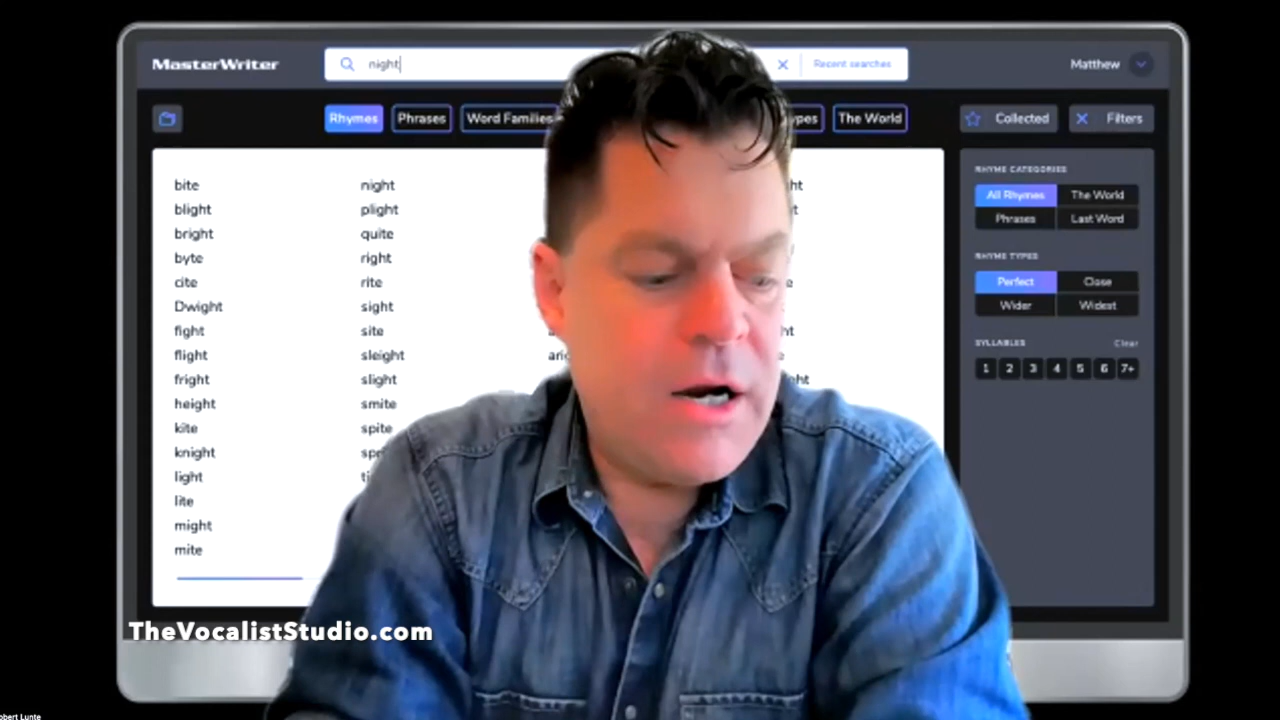 MasterWriter
night
Recent searches
Matthew
Rhymes
Phrases
Word Families
The World
Collected
Filters
bite
blight
bright
byte
cite
Dwight
fight
flight
fright
height
kite
knight
light
lite
might
mite
night
plight
quite
right
rite
sight
site
sleight
slight
smite
spite
RHYME CATEGORIES
All Rhymes
The World
Phrases
Last Word
RHYME TYPES
Perfect
Close
Wider
Widest
SYLLABLES
Clear
1 2 3 4 5 6 7+
TheVocalistStudio.com
Lunte